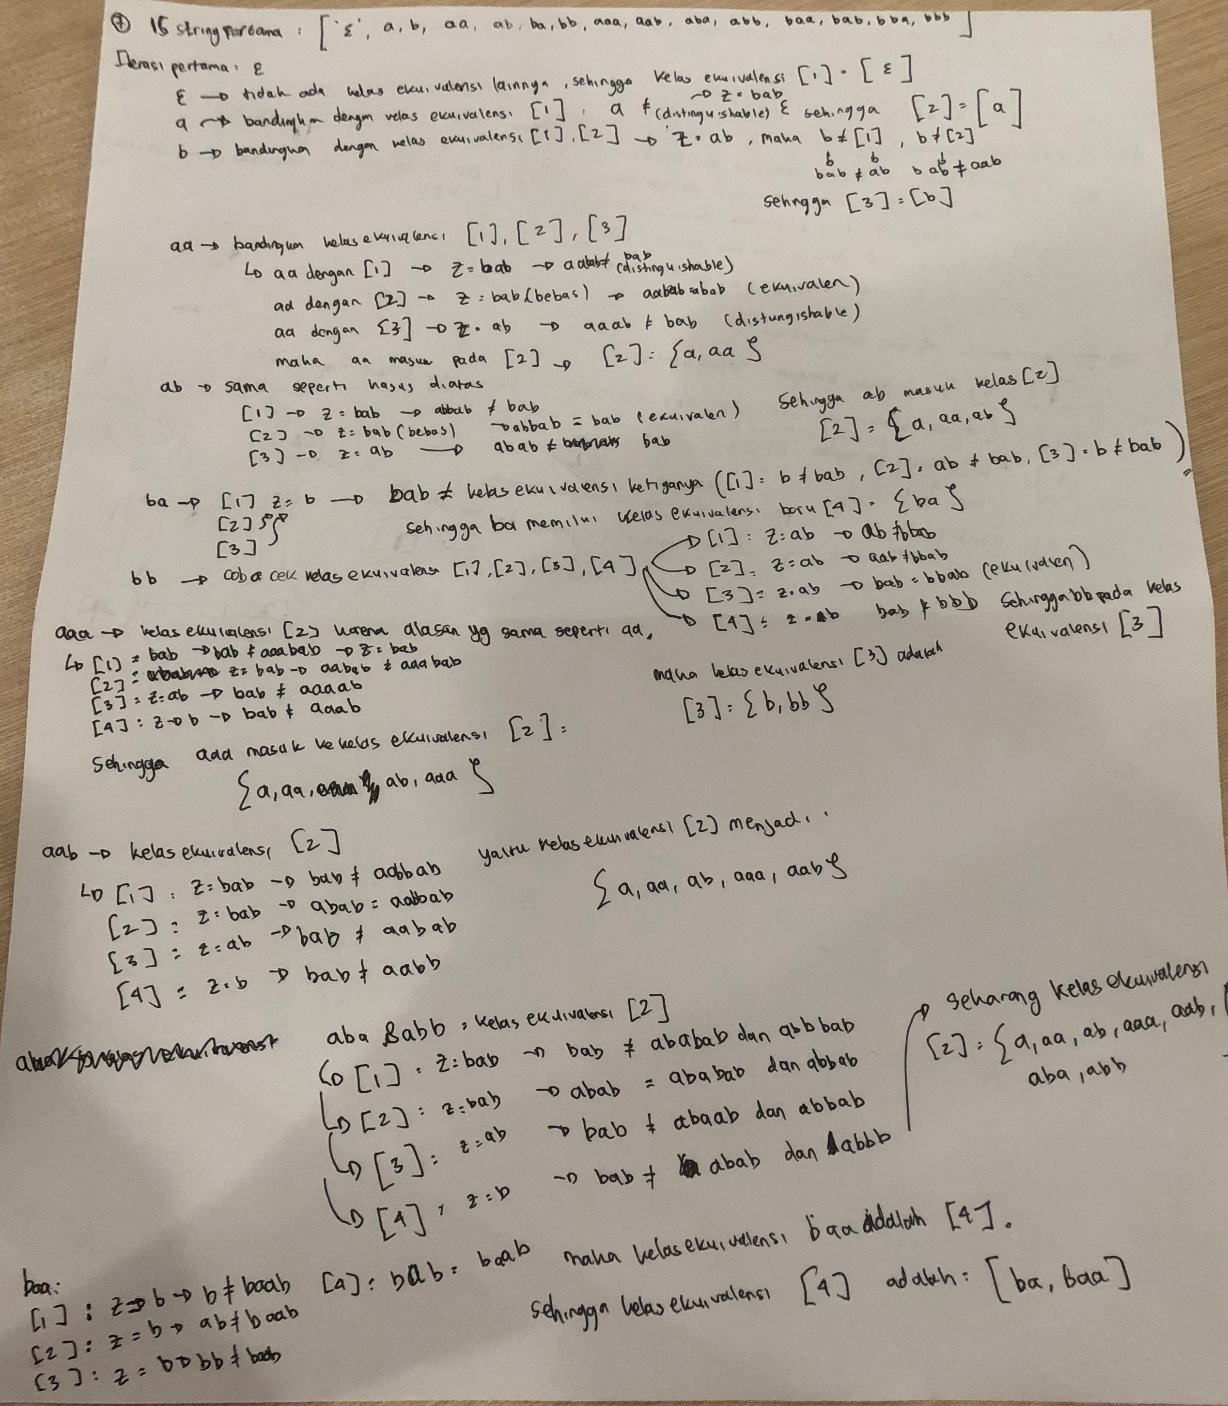 ⑦ 15 string pertama : ['ε', a, b, aa, ab, ba, bb, aaa, aab, aba, abb, baa, bab, bba, bbb]
Iterasi pertama : ε
ε → tidak ada kelas ekuivalensi lainnya, sehingga kelas ekuivalensi [1] = [ε]
a → bandingkan dengan kelas ekuivalensi [1], a ≠ (distinguishable) ε sehingga [2] = [a]
→ z = bab
b → bandingkan dengan kelas ekuivalensi [1], [2] → z = ab, maka b ≠ [1], b ≠ [2]
bab ≠ ab bab ≠ aab
sehingga [3] = [b]
aa → bandingkan kelas ekuivalensi [1], [2], [3]
↳ aa dengan [1] → z = bab → aabab ≠ bab (distinguishable)
aa dengan [2] → z = bab (bebas) → aabab = abab (ekuivalen)
aa dengan [3] → z = ab → aaab ≠ bab (distungishable)
maka aa masuk pada [2] → [2] = {a, aa}
ab → sama seperti kasus diatas
[1] → z = bab → abbab ≠ bab
[2] → z = bab (bebas) → abbab = bab (ekuivalen)
[3] → z = ab → abab ≠ bab
Sehingga ab masuk kelas [2]
[2] = {a, aa, ab}
ba → [1] z = b → bab ≠ kelas ekuivalensi ketiganya ([1] = b ≠ bab, [2] = ab ≠ bab, [3] = b ≠ bab)
[2]
[3]
sehingga ba memiliki kelas ekuivalensi baru [4] = {ba}
bb → coba cek kelas ekuivalensi [1], [2], [3], [4]
→ [1] : z = ab → ab ≠ bbab
→ [2] = z = ab → aab ≠ bbab
→ [3] = z = ab → bab = bbab (ekuivalen)
→ [4] = z = ab bab ≠ bbb Sehingga bb pada kelas
ekuivalensi [3]
maka kelas ekuivalensi [3] adalah
[3] = {b, bb}
aaa → kelas ekuivalensi [2] karena alasan yg sama seperti aa,
↳ [1] = bab → bab ≠ aaabab → z = bab
[2] = z = bab → aabab ≠ aaabab
[3] = z = ab → bab ≠ aaaab
[4] : z → b → bab ≠ aaab
Sehingga aaa masuk ke kelas ekuivalensi [2] =
{a, aa, ab, aaa}
aab → kelas ekuivalensi [2]
↳ [1] : z = bab → bab ≠ aabbab
[2] = z = bab → abab = aabbab
[3] = z = ab → bab ≠ aabab
[4] = z = b → bab ≠ aabb
yaitu kelas ekuivalensi [2] menjadi..
{a, aa, ab, aaa, aab}
aba & abb = kelas ekuivalensi [2]
↳ [1] : z = bab → bab ≠ ababab dan abbbab
↳ [2] : z = bab → abab = ababab dan abbab
↳ [3] : z = ab → bab ≠ abaab dan abbab
↳ [4] , z = b → bab ≠ abab dan abbb
→ sekarang kelas ekuivalensi
[2] = {a, aa, ab, aaa, aab,
aba, abb
baa :
[1] : z → b → b ≠ baab [4] : bab = baab maka kelas ekuivalensi baa adalah [4].
[2] : z = b → ab ≠ baab
[3] : z = b → bb ≠ baab
Sehingga kelas ekuivalensi [4] adalah = [ba, baa]